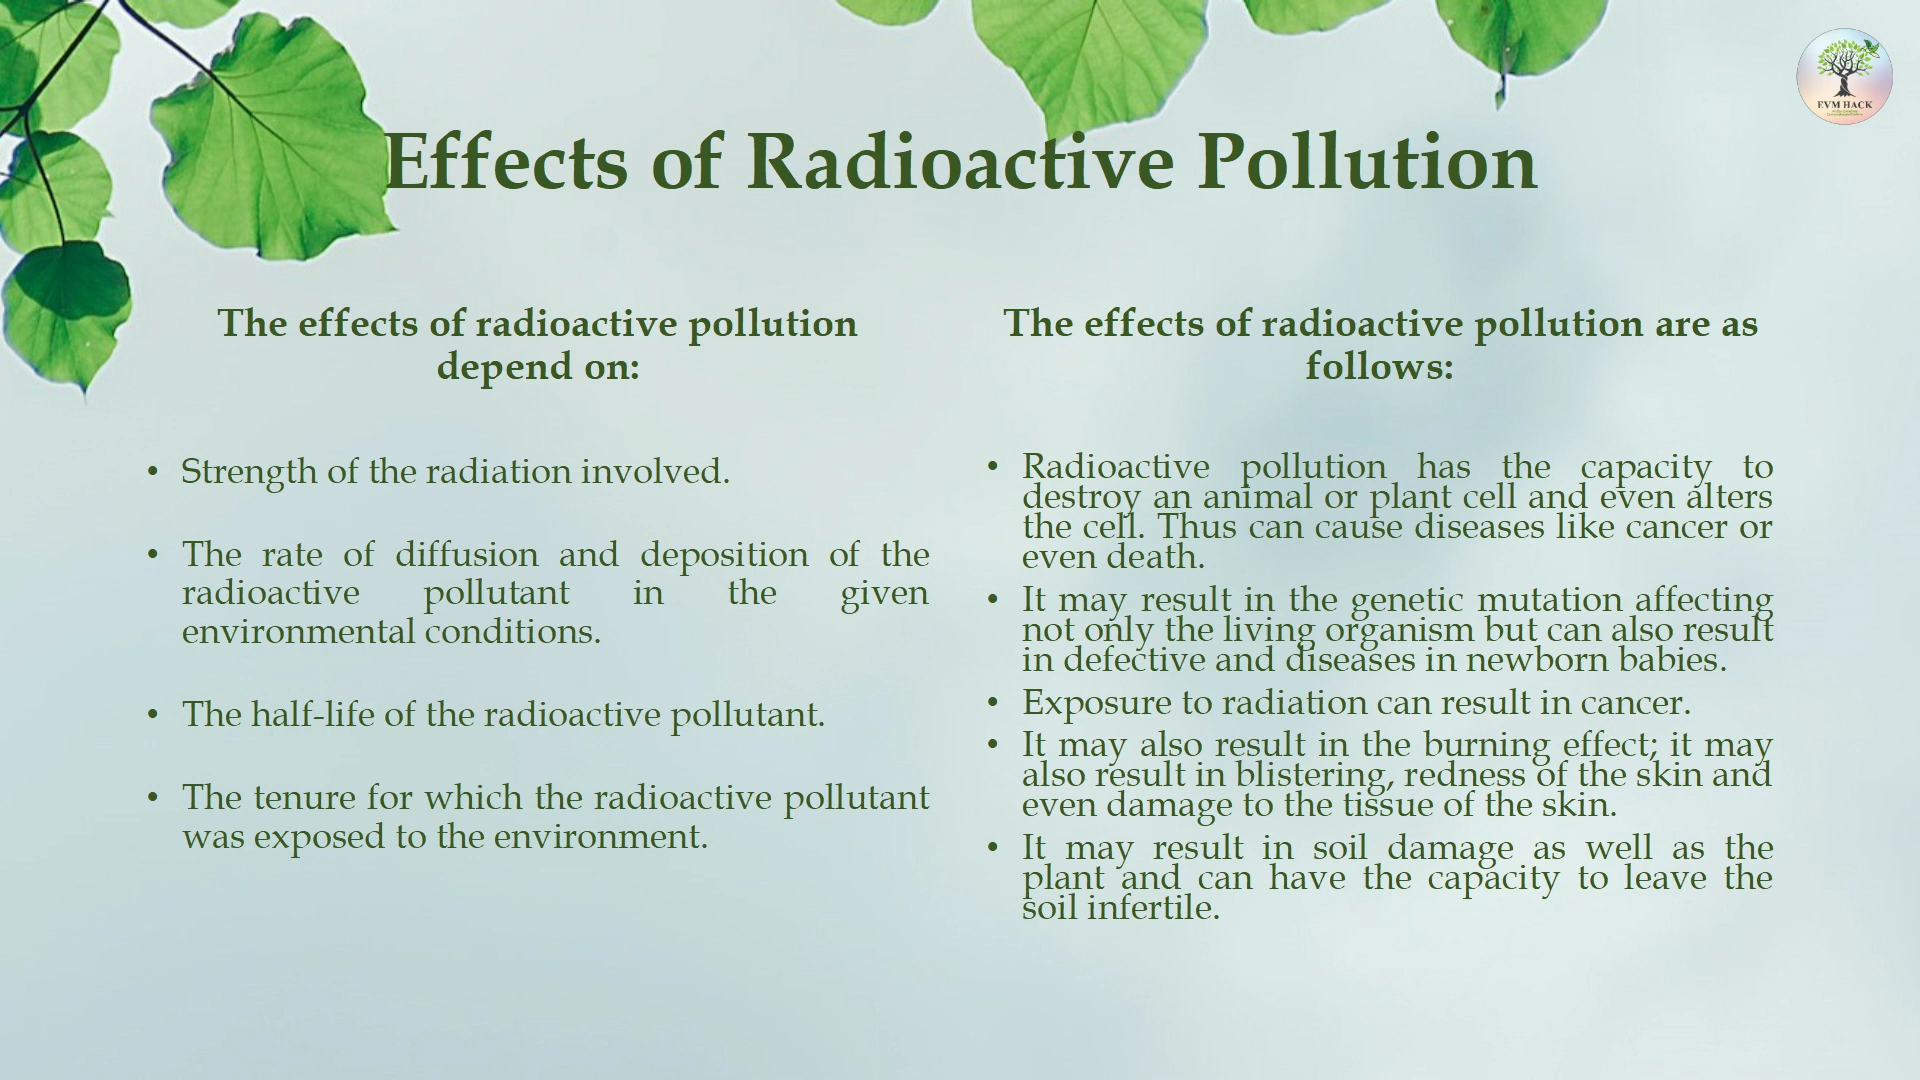 EVM HACK
Effects of Radioactive Pollution
The effects of radioactive pollution
depend on:
• Strength of the radiation involved.
• The rate of diffusion and deposition of the
radioactive pollutant in the given
environmental conditions.
• The half-life of the radioactive pollutant.
• The tenure for which the radioactive pollutant
was exposed to the environment.
The effects of radioactive pollution are as
follows:
• Radioactive pollution has the capacity to
destroy an animal or plant cell and even alters
the cell. Thus can cause diseases like cancer or
even death.
• It may result in the genetic mutation affecting
not only the living organism but can also result
in defective and diseases in newborn babies.
• Exposure to radiation can result in cancer.
• It may also result in the burning effect; it may
also result in blistering, redness of the skin and
even damage to the tissue of the skin.
• It may result in soil damage as well as the
plant and can have the capacity to leave the
soil infertile.